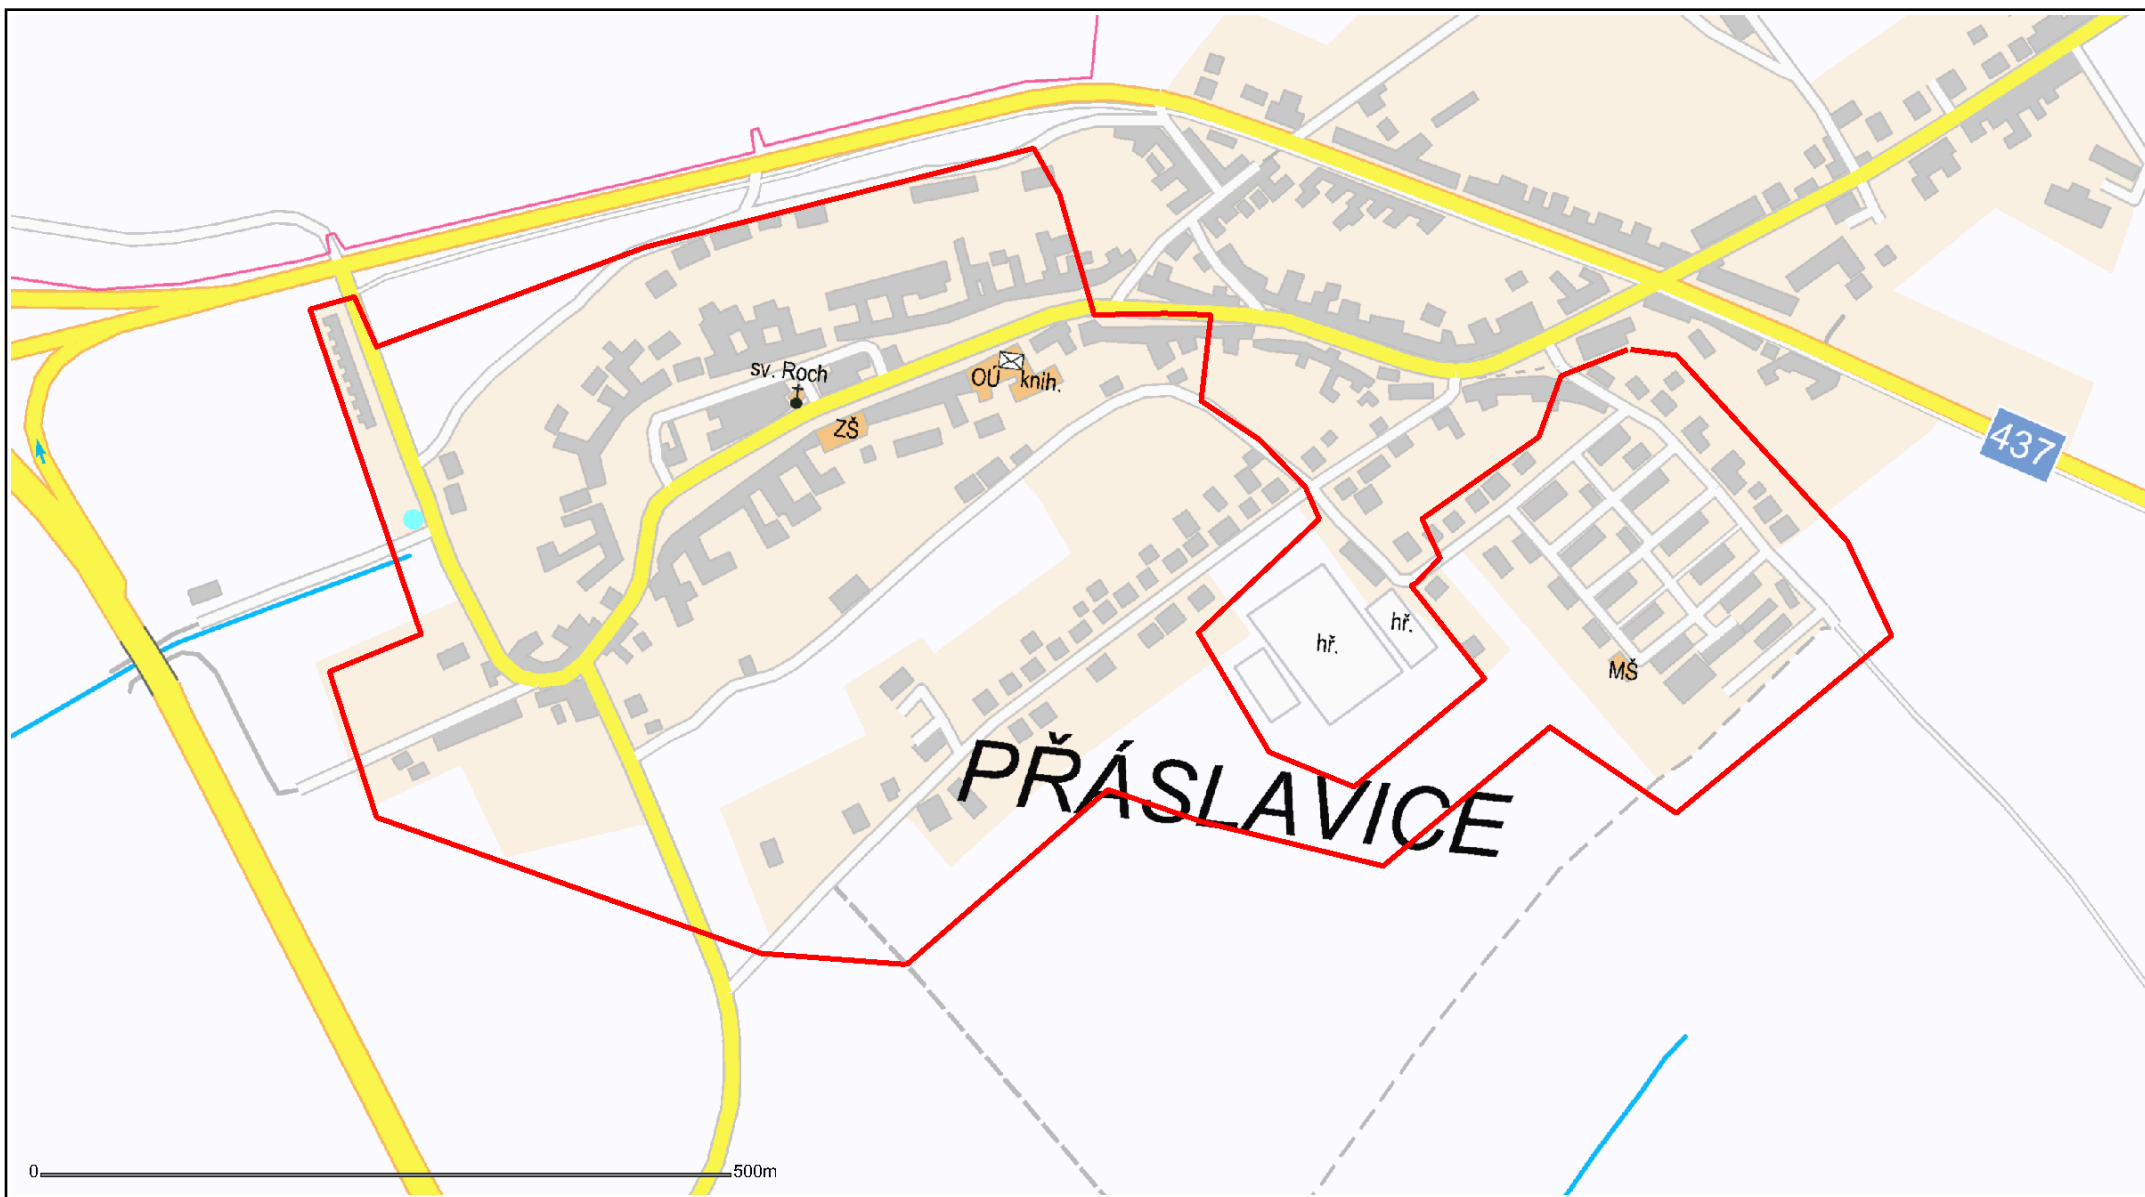 sv. Roch
OÚ
knih.
ZŠ
437
hř.
hř.
MŠ
PŘÁSLAVICE
0
500m